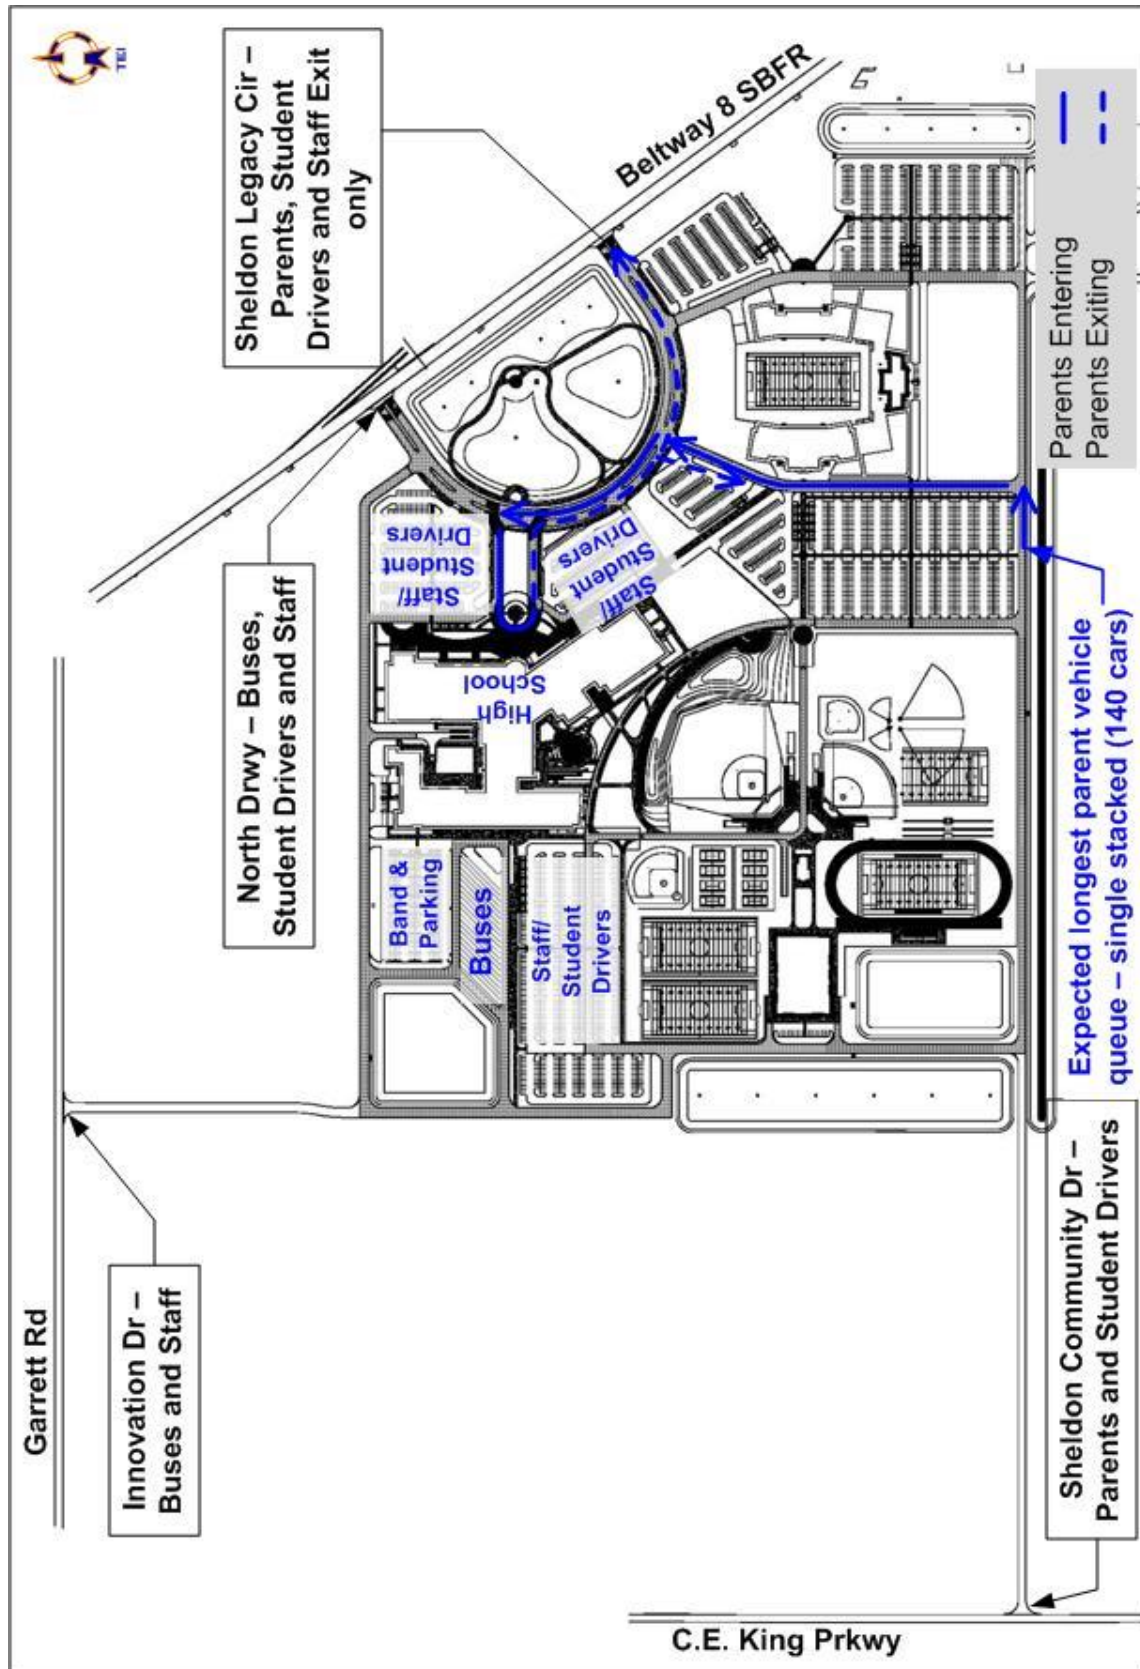 TEI
Sheldon Legacy Cir –
Parents, Student
Drivers and Staff Exit
only
Beltway 8 SBFR
North Drwy – Buses,
Student Drivers and Staff
Garrett Rd
Innovation Dr –
Buses and Staff
Staff/
Student
Drivers
Staff/
Student
Drivers
High
School
Band &
Parking
Buses
Staff/
Student
Drivers
Parents Entering
Parents Exiting
Expected longest parent vehicle
queue – single stacked (140 cars)
Sheldon Community Dr –
Parents and Student Drivers
C.E. King Prkwy